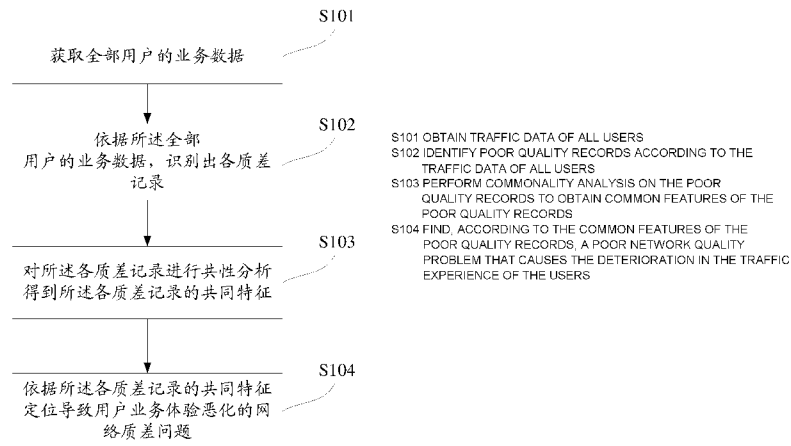 S101
获取全部用户的业务数据
S102
依据所述全部
用户的业务数据，识别出各质差
记录
S103
对所述各质差记录进行共性分析
得到所述各质差记录的共同特征
S104
依据所述各质差记录的共同特征
定位导致用户业务体验恶化的网
络质差问题
S101 OBTAIN TRAFFIC DATA OF ALL USERS
S102 IDENTIFY POOR QUALITY RECORDS ACCORDING TO THE
TRAFFIC DATA OF ALL USERS
S103 PERFORM COMMONALITY ANALYSIS ON THE POOR
QUALITY RECORDS TO OBTAIN COMMON FEATURES OF THE
POOR QUALITY RECORDS
S104 FIND, ACCORDING TO THE COMMON FEATURES OF THE
POOR QUALITY RECORDS, A POOR NETWORK QUALITY
PROBLEM THAT CAUSES THE DETERIORATION IN THE TRAFFIC
EXPERIENCE OF THE USERS